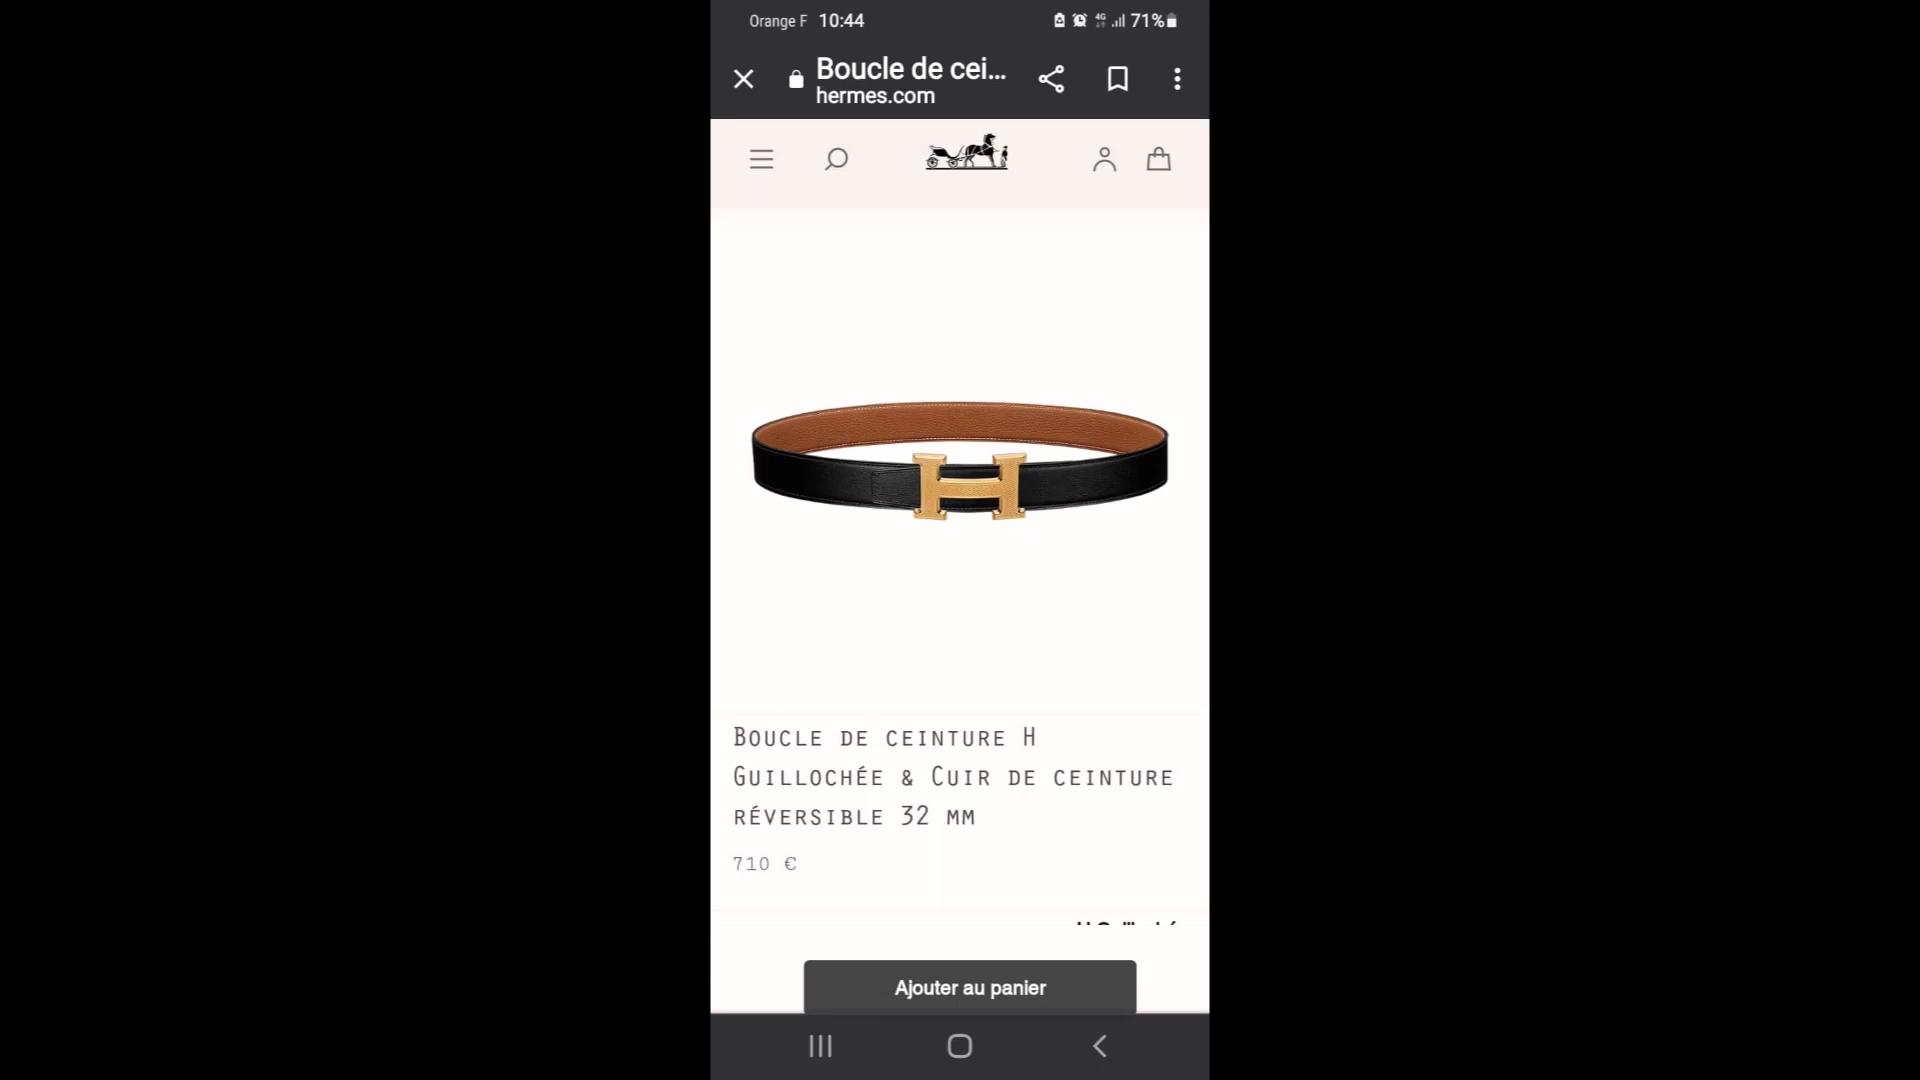 Orange F 10:44
4G 71%
Boucle de cei...
hermes.com
Boucle de ceinture H
Guillochée & Cuir de ceinture
réversible 32 mm
710 €
Ajouter au panier